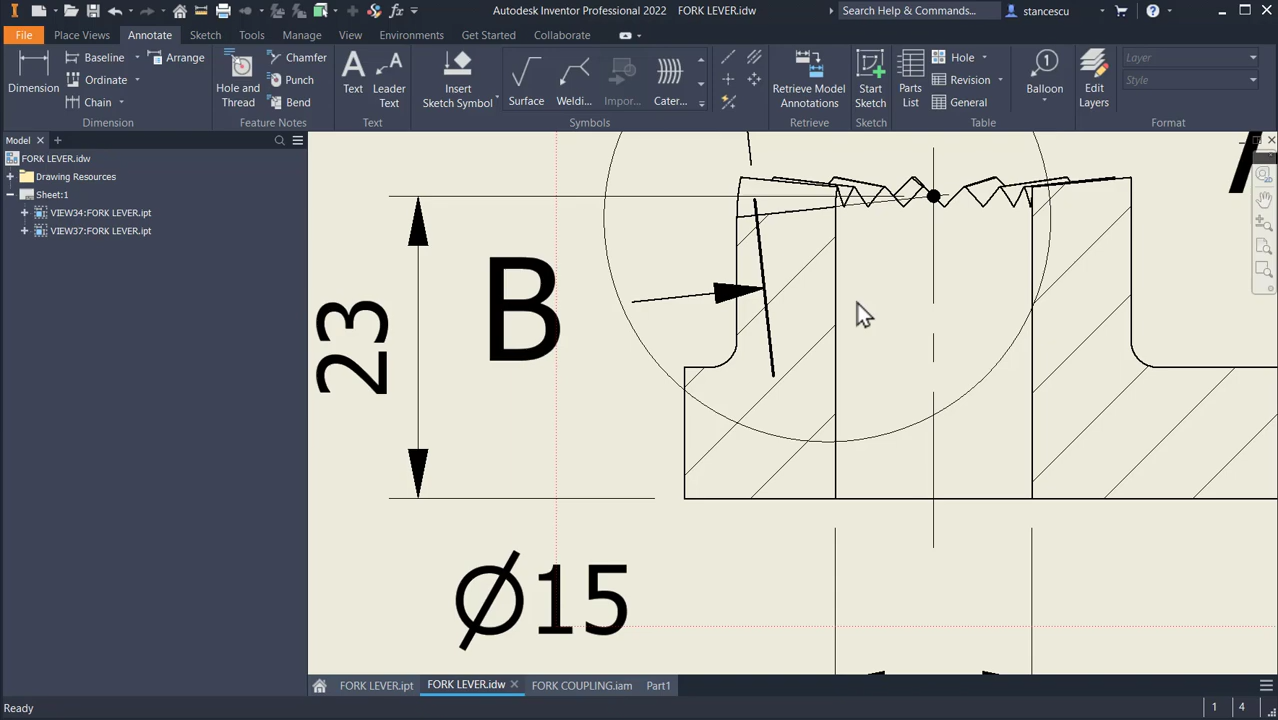 Autodesk Inventor Professional 2022 FORK LEVER.idw
Search Help & Commands...
stancescu
File
Place Views
Annotate
Sketch
Tools
Manage
View
Environments
Get Started
Collaborate
Dimension
Baseline
Ordinate
Chain
Arrange
Dimension
Hole and
Thread
Chamfer
Punch
Bend
Feature Notes
Text
Leader
Text
Text
Insert
Sketch Symbol
Surface
Weldi...
Impor...
Cater...
Symbols
Retrieve Model
Annotations
Retrieve
Start
Sketch
Sketch
Parts
List
Hole
Revision
General
Table
Balloon
Edit
Layers
Layer
Style
Format
Model
FORK LEVER.idw
Drawing Resources
Sheet:1
VIEW34:FORK LEVER.ipt
VIEW37:FORK LEVER.ipt
23
B
Ø15
FORK LEVER.ipt
FORK LEVER.idw
FORK COUPLING.iam
Part1
Ready
1
4